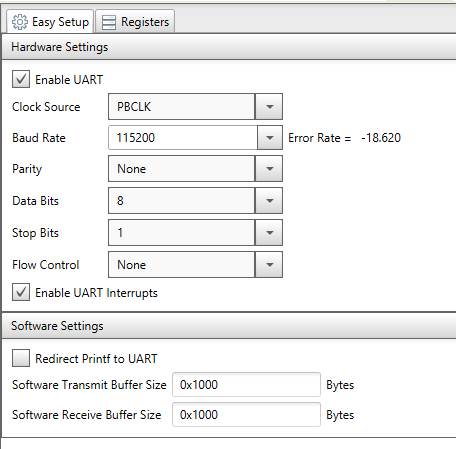 Easy Setup Registers
Hardware Settings
Enable UART
Clock Source PBCLK
Baud Rate 115200 Error Rate = -18.620
Parity None
Data Bits 8
Stop Bits 1
Flow Control None
Enable UART Interrupts
Software Settings
Redirect Printf to UART
Software Transmit Buffer Size 0x1000 Bytes
Software Receive Buffer Size 0x1000 Bytes